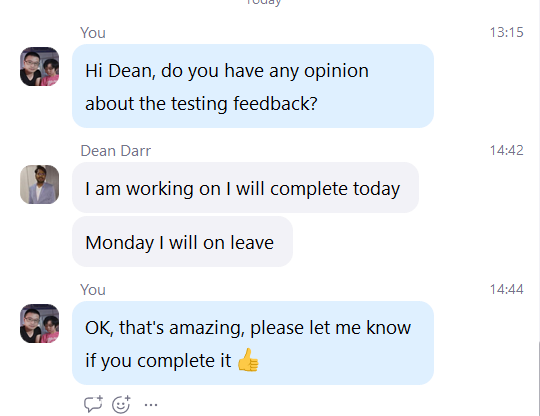 Today
You 13:15
Hi Dean, do you have any opinion
about the testing feedback?
Dean Darr 14:42
I am working on I will complete today
Monday I will on leave
You 14:44
OK, that's amazing, please let me know
if you complete it 👍